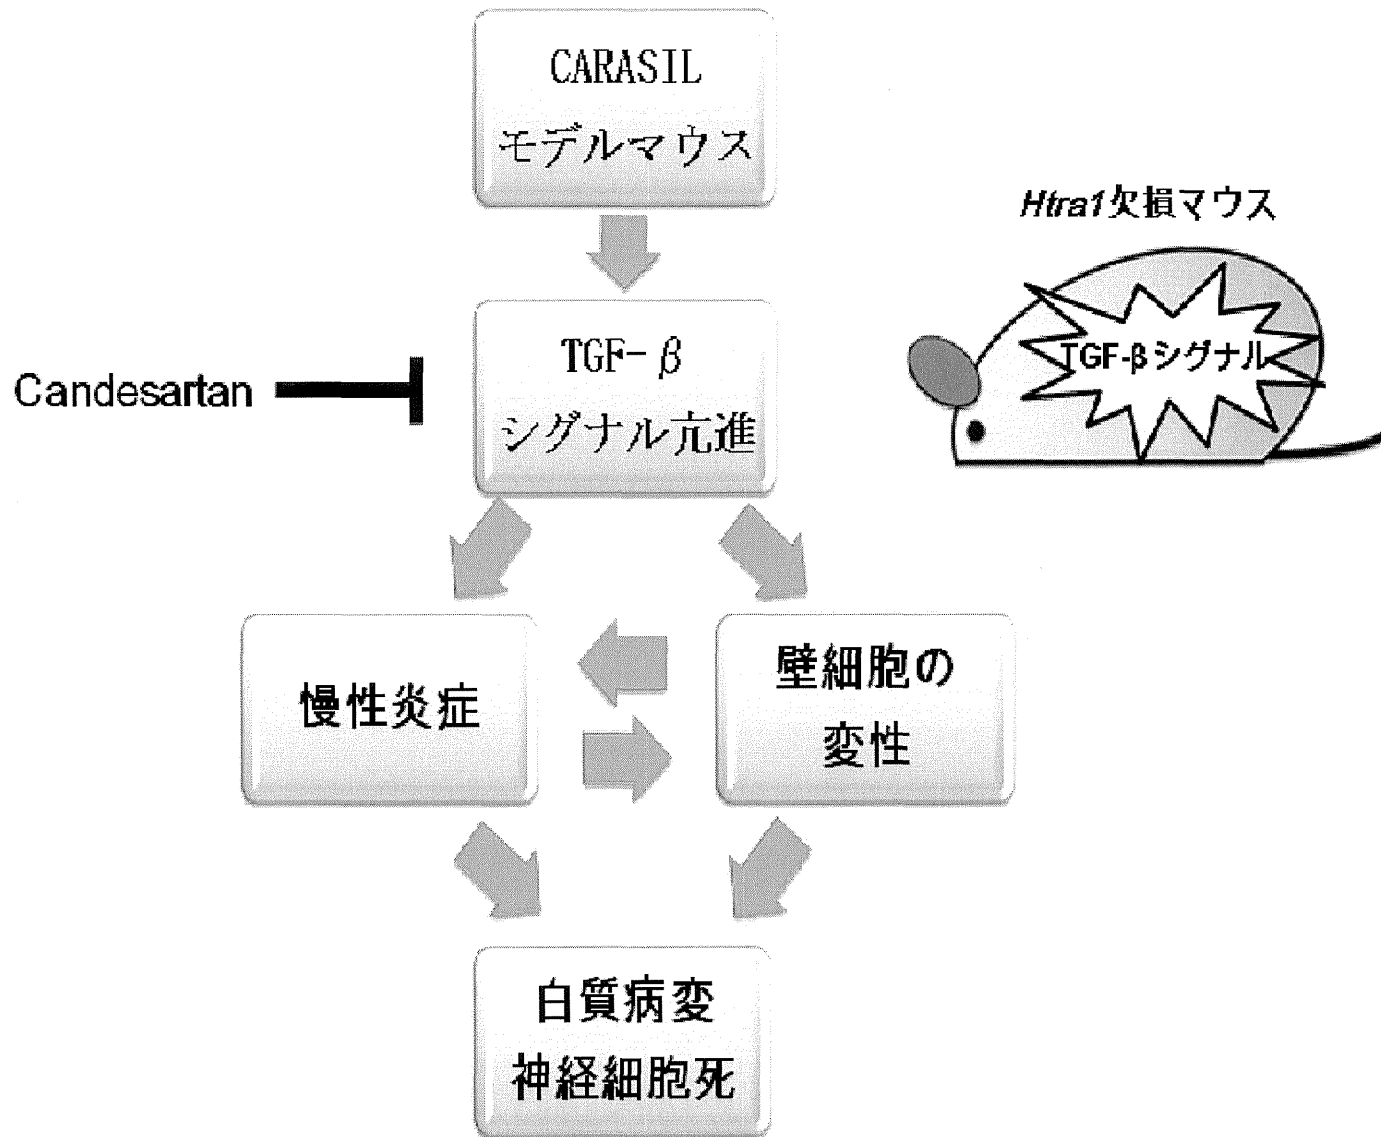 CARASIL
モデルマウス
Htra1欠損マウス
TGF-β
シグナル亢進
TGF-βシグナル
Candesartan
慢性炎症
壁細胞の
変性
白質病変
神経細胞死